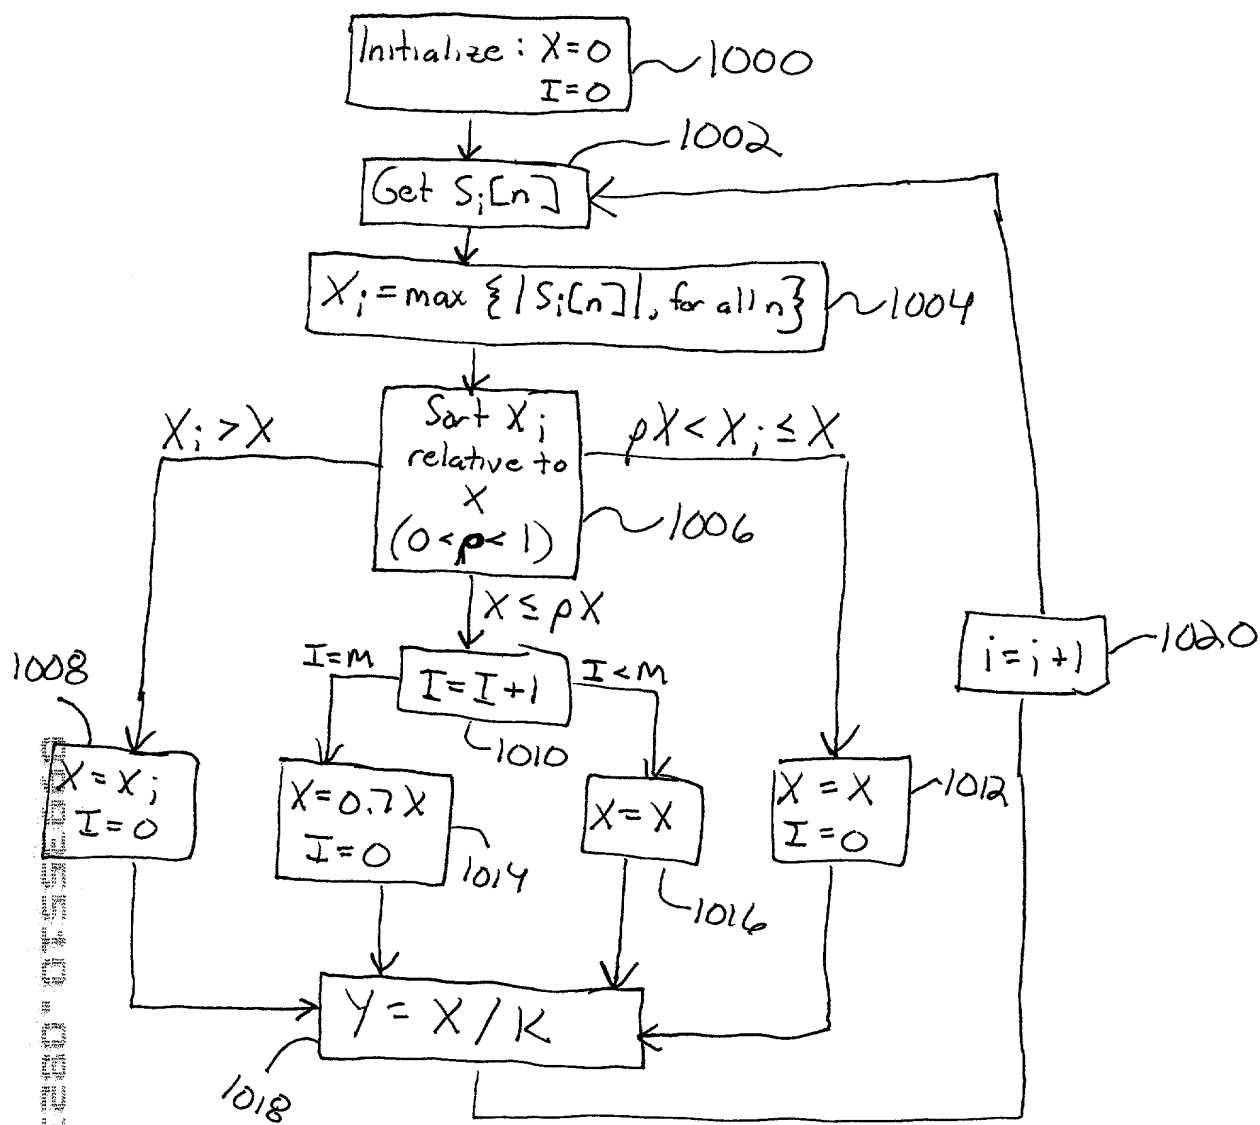 Initialize: X=0
I=0
1000
1002
Get Si[n]
Xi = max {|Si[n]|, for all n}
1004
Xi > X
Sort Xi
relative to
X
(0<ρ<1)
ρX < Xi ≤ X
1006
X ≤ ρX
I=M
I=I+1
I<M
1010
i=i+1
1020
1008
X = Xi
I=0
X=0.7X
I=0
1014
X=X
1016
X = X
I=0
1012
Y = X / K
1018